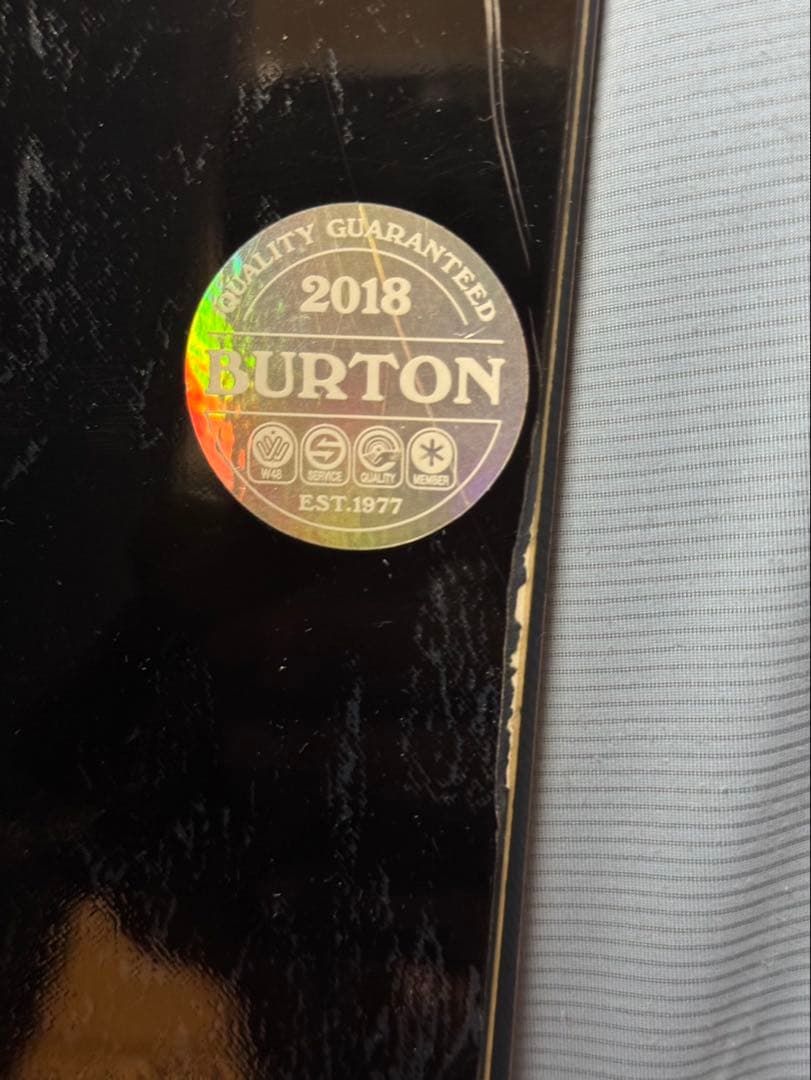 QUALITY GUARANTEED
2018
BURTON
W48 SERVICE QUALITY MEMBER
EST.1977